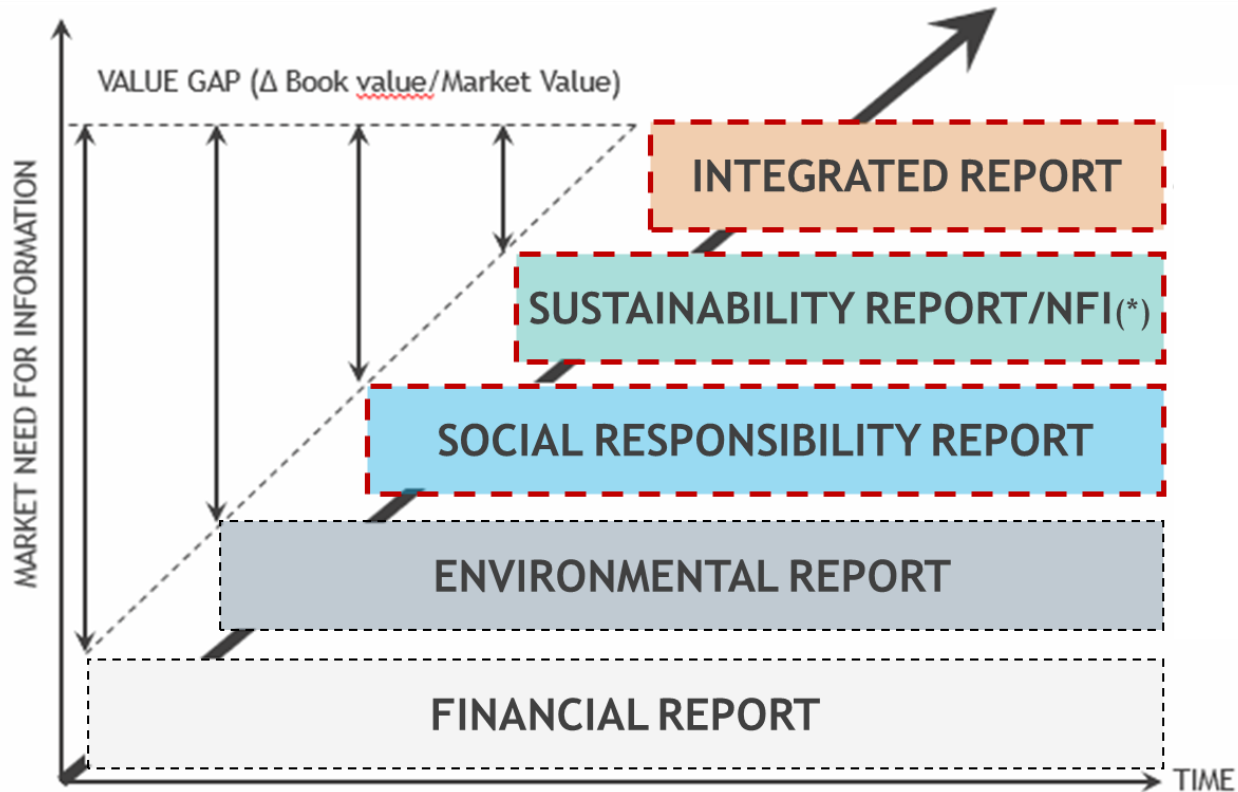 VALUE GAP (Δ Book value/Market Value)
MARKET NEED FOR INFORMATION
INTEGRATED REPORT
SUSTAINABILITY REPORT/NFI(*)
SOCIAL RESPONSIBILITY REPORT
ENVIRONMENTAL REPORT
FINANCIAL REPORT
TIME